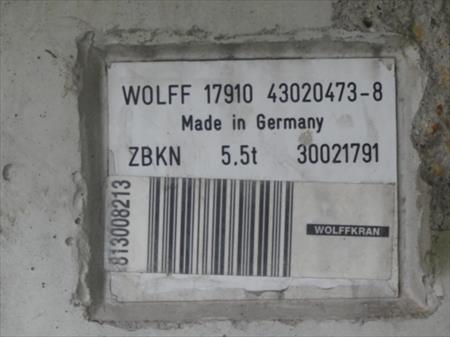 WOLFF 17910 43020473-8
Made in Germany
ZBKN 5,5t 30021791
813008213
WOLFFKRAN